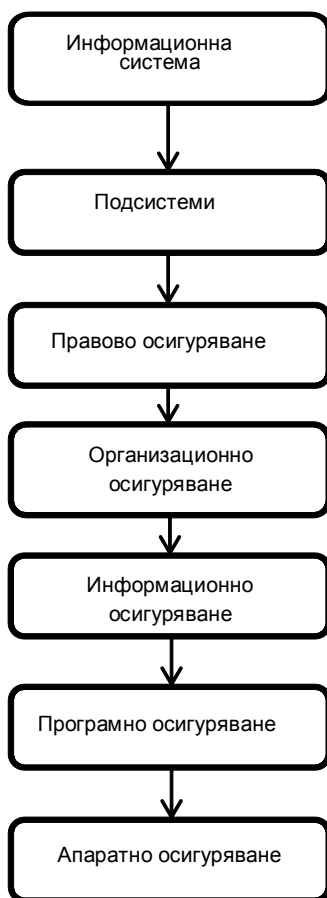 Информационна
система
Подсистеми
Правово осигуряване
Организационно
осигуряване
Информационно
осигуряване
Програмно осигуряване
Апаратно осигуряване